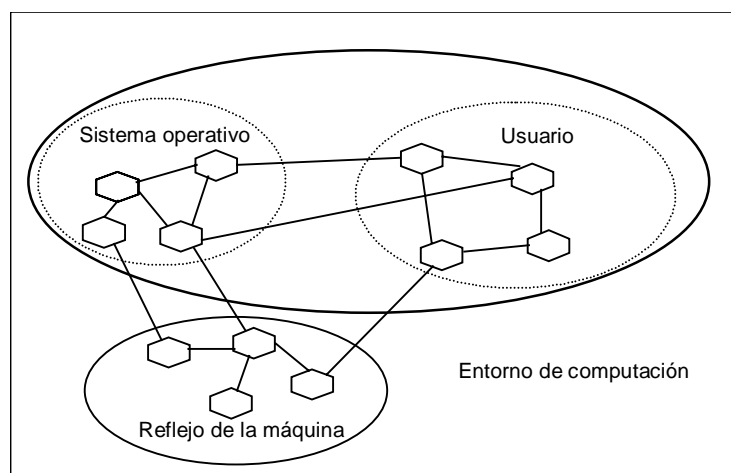 Sistema operativo
Usuario
Entorno de computación
Reflejo de la máquina